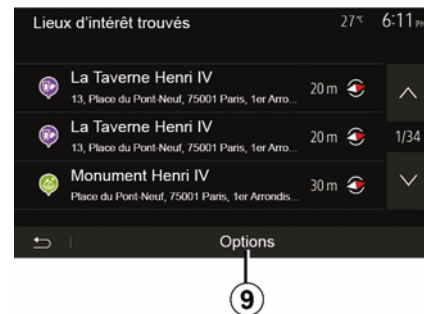 Lieux d'intérêt trouvés 27°C 6:11 PM
La Taverne Henri IV
13, Place du Pont-Neuf, 75001 Paris, 1er Arro... 20 m
La Taverne Henri IV
13, Place du Pont-Neuf, 75001 Paris, 1er Arro... 20 m
1/34
Monument Henri IV
Place du Pont-Neuf, 75001 Paris, 1er Arrondis... 30 m
Options
9